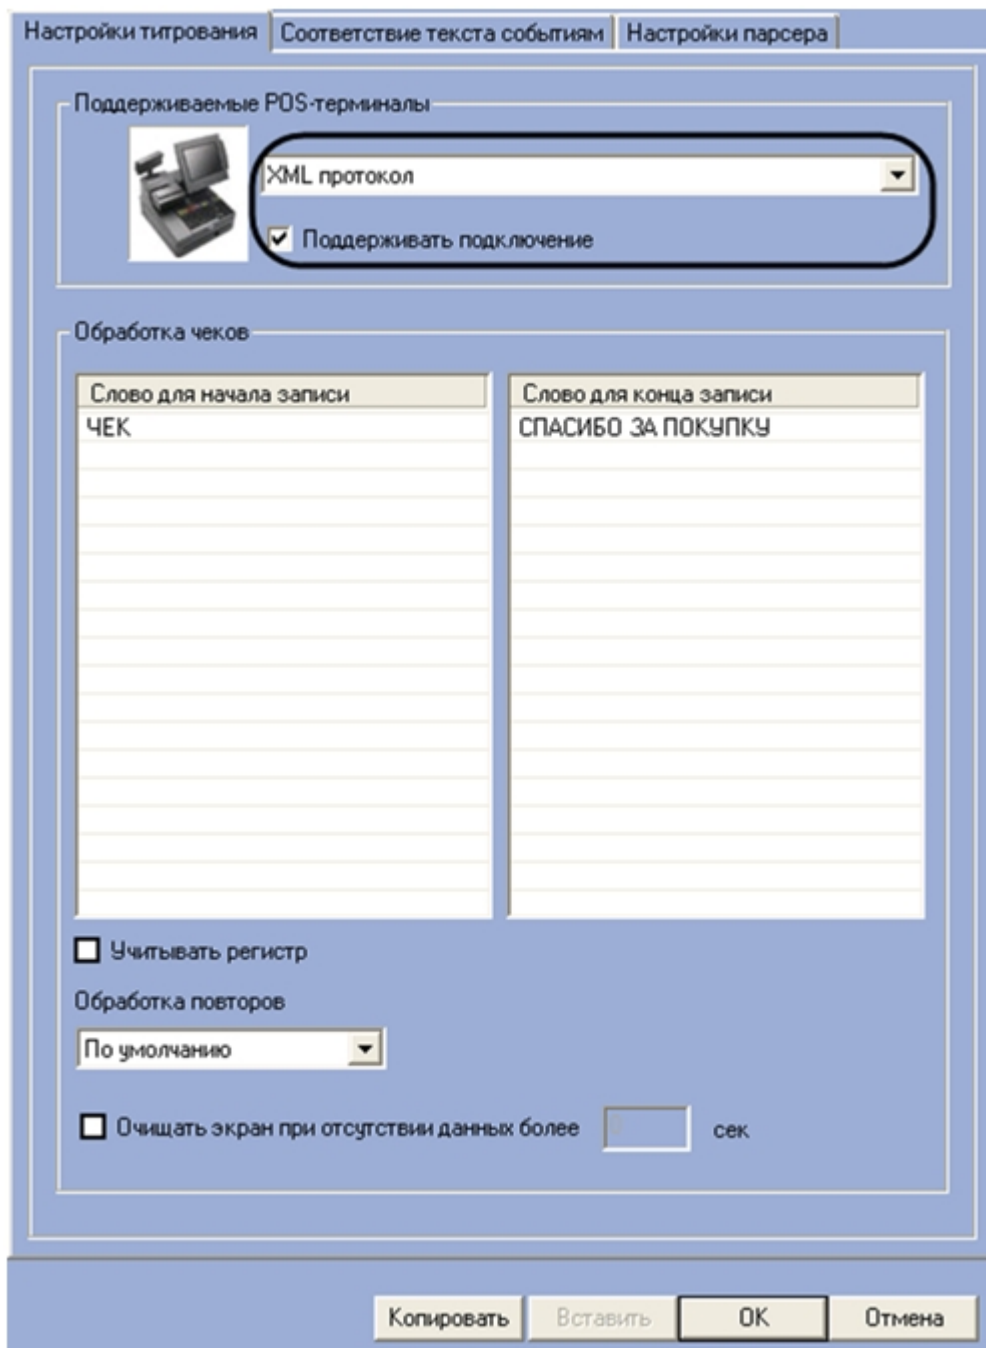 Настройки титрования
Соответствие текста событиям
Настройки парсера
Поддерживаемые POS-терминалы
XML протокол
Поддерживать подключение
Обработка чеков
Слово для начала записи
Слово для конца записи
ЧЕК
СПАСИБО ЗА ПОКУПКУ
Учитывать регистр
Обработка повторов
По умолчанию
Очищать экран при отсутствии данных более
сек
Копировать
Вставить
OK
Отмена